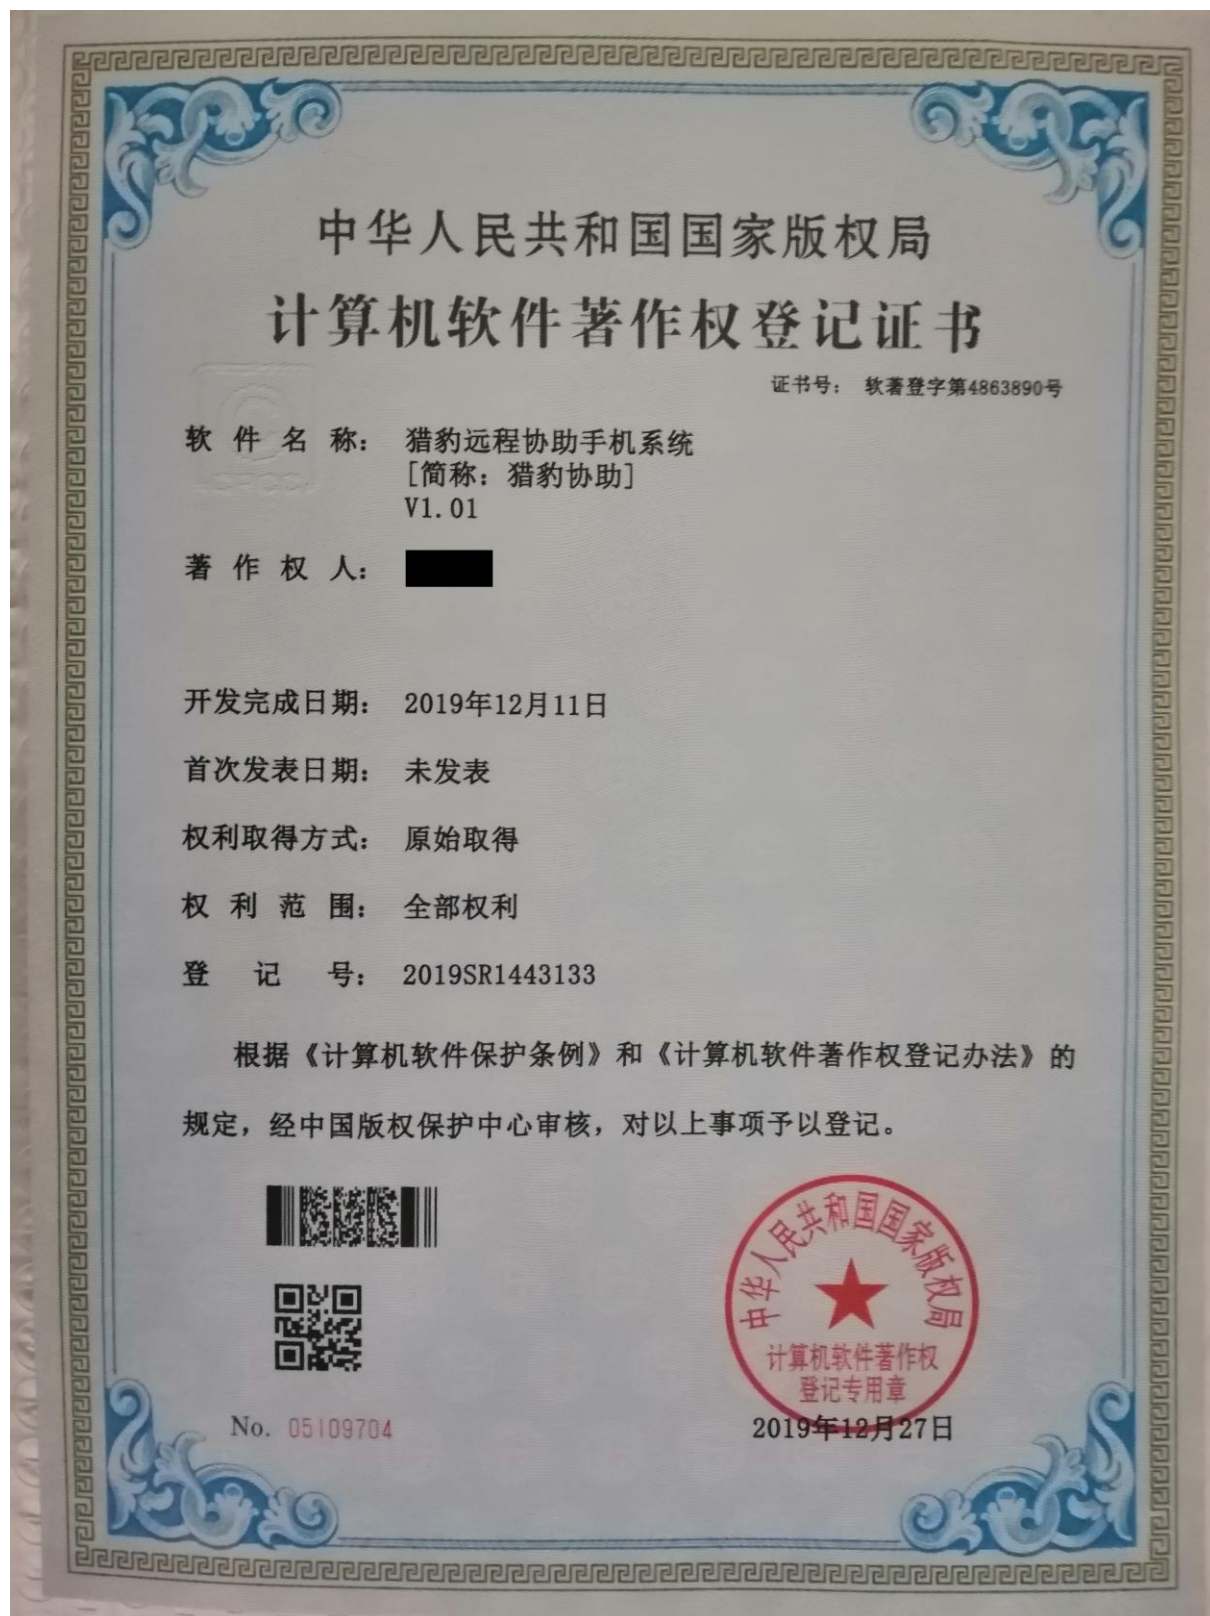 中华人民共和国国家版权局
计算机软件著作权登记证书
证书号： 软著登字第4863890号
软件名称： 猎豹远程协助手机系统
[简称：猎豹协助]
V1.01
著作权人：
开发完成日期： 2019年12月11日
首次发表日期： 未发表
权利取得方式： 原始取得
权利范围： 全部权利
登记号： 2019SR1443133
根据《计算机软件保护条例》和《计算机软件著作权登记办法》的
规定，经中国版权保护中心审核，对以上事项予以登记。
中华人民共和国国家版权局
计算机软件著作权
登记专用章
No. 05109704
2019年12月27日